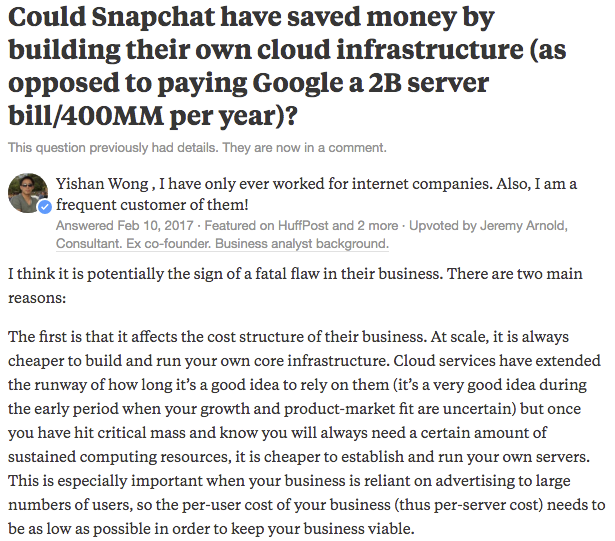 Could Snapchat have saved money by
building their own cloud infrastructure (as
opposed to paying Google a 2B server
bill/400MM per year)?
This question previously had details. They are now in a comment.
Yishan Wong , I have only ever worked for internet companies. Also, I am a
frequent customer of them!
Answered Feb 10, 2017 · Featured on HuffPost and 2 more · Upvoted by Jeremy Arnold,
Consultant. Ex co-founder. Business analyst background.
I think it is potentially the sign of a fatal flaw in their business. There are two main
reasons:
The first is that it affects the cost structure of their business. At scale, it is always
cheaper to build and run your own core infrastructure. Cloud services have extended
the runway of how long it's a good idea to rely on them (it's a very good idea during
the early period when your growth and product-market fit are uncertain) but once
you have hit critical mass and know you will always need a certain amount of
sustained computing resources, it is cheaper to establish and run your own servers.
This is especially important when your business is reliant on advertising to large
numbers of users, so the per-user cost of your business (thus per-server cost) needs to
be as low as possible in order to keep your business viable.